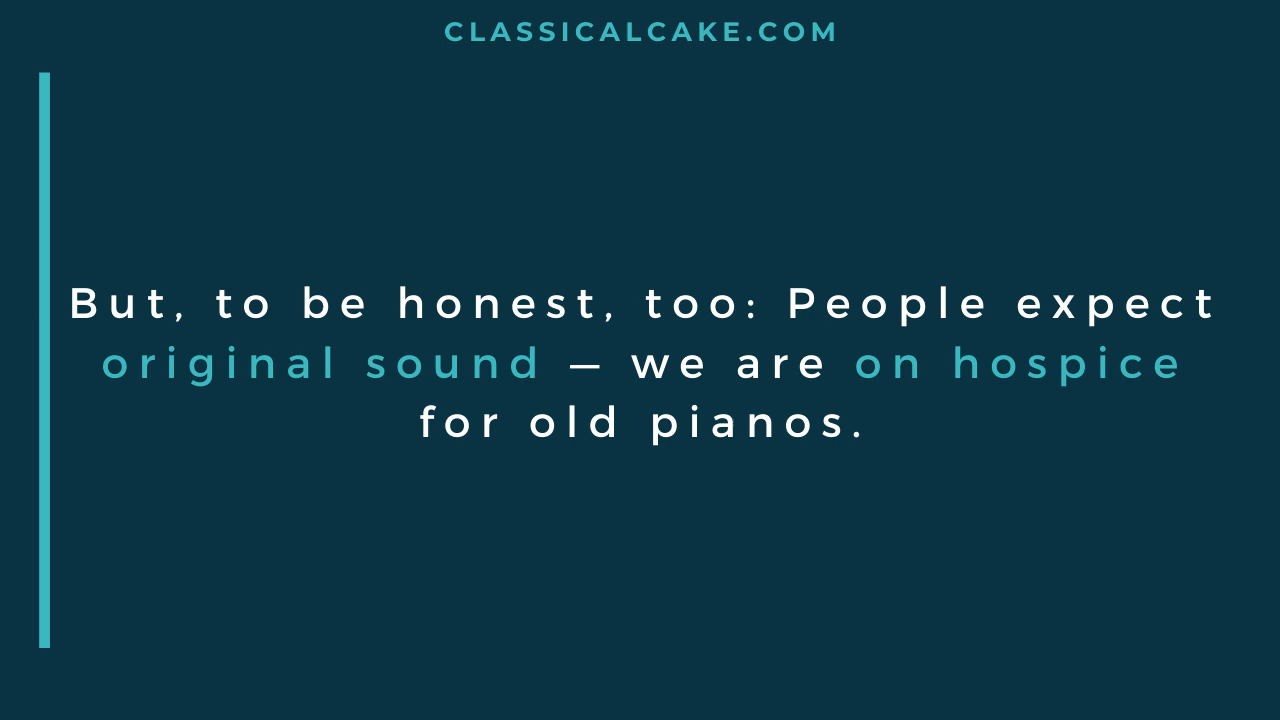 CLASSICALCAKE.COM
But, to be honest, too: People expect
original sound — we are on hospice
for old pianos.